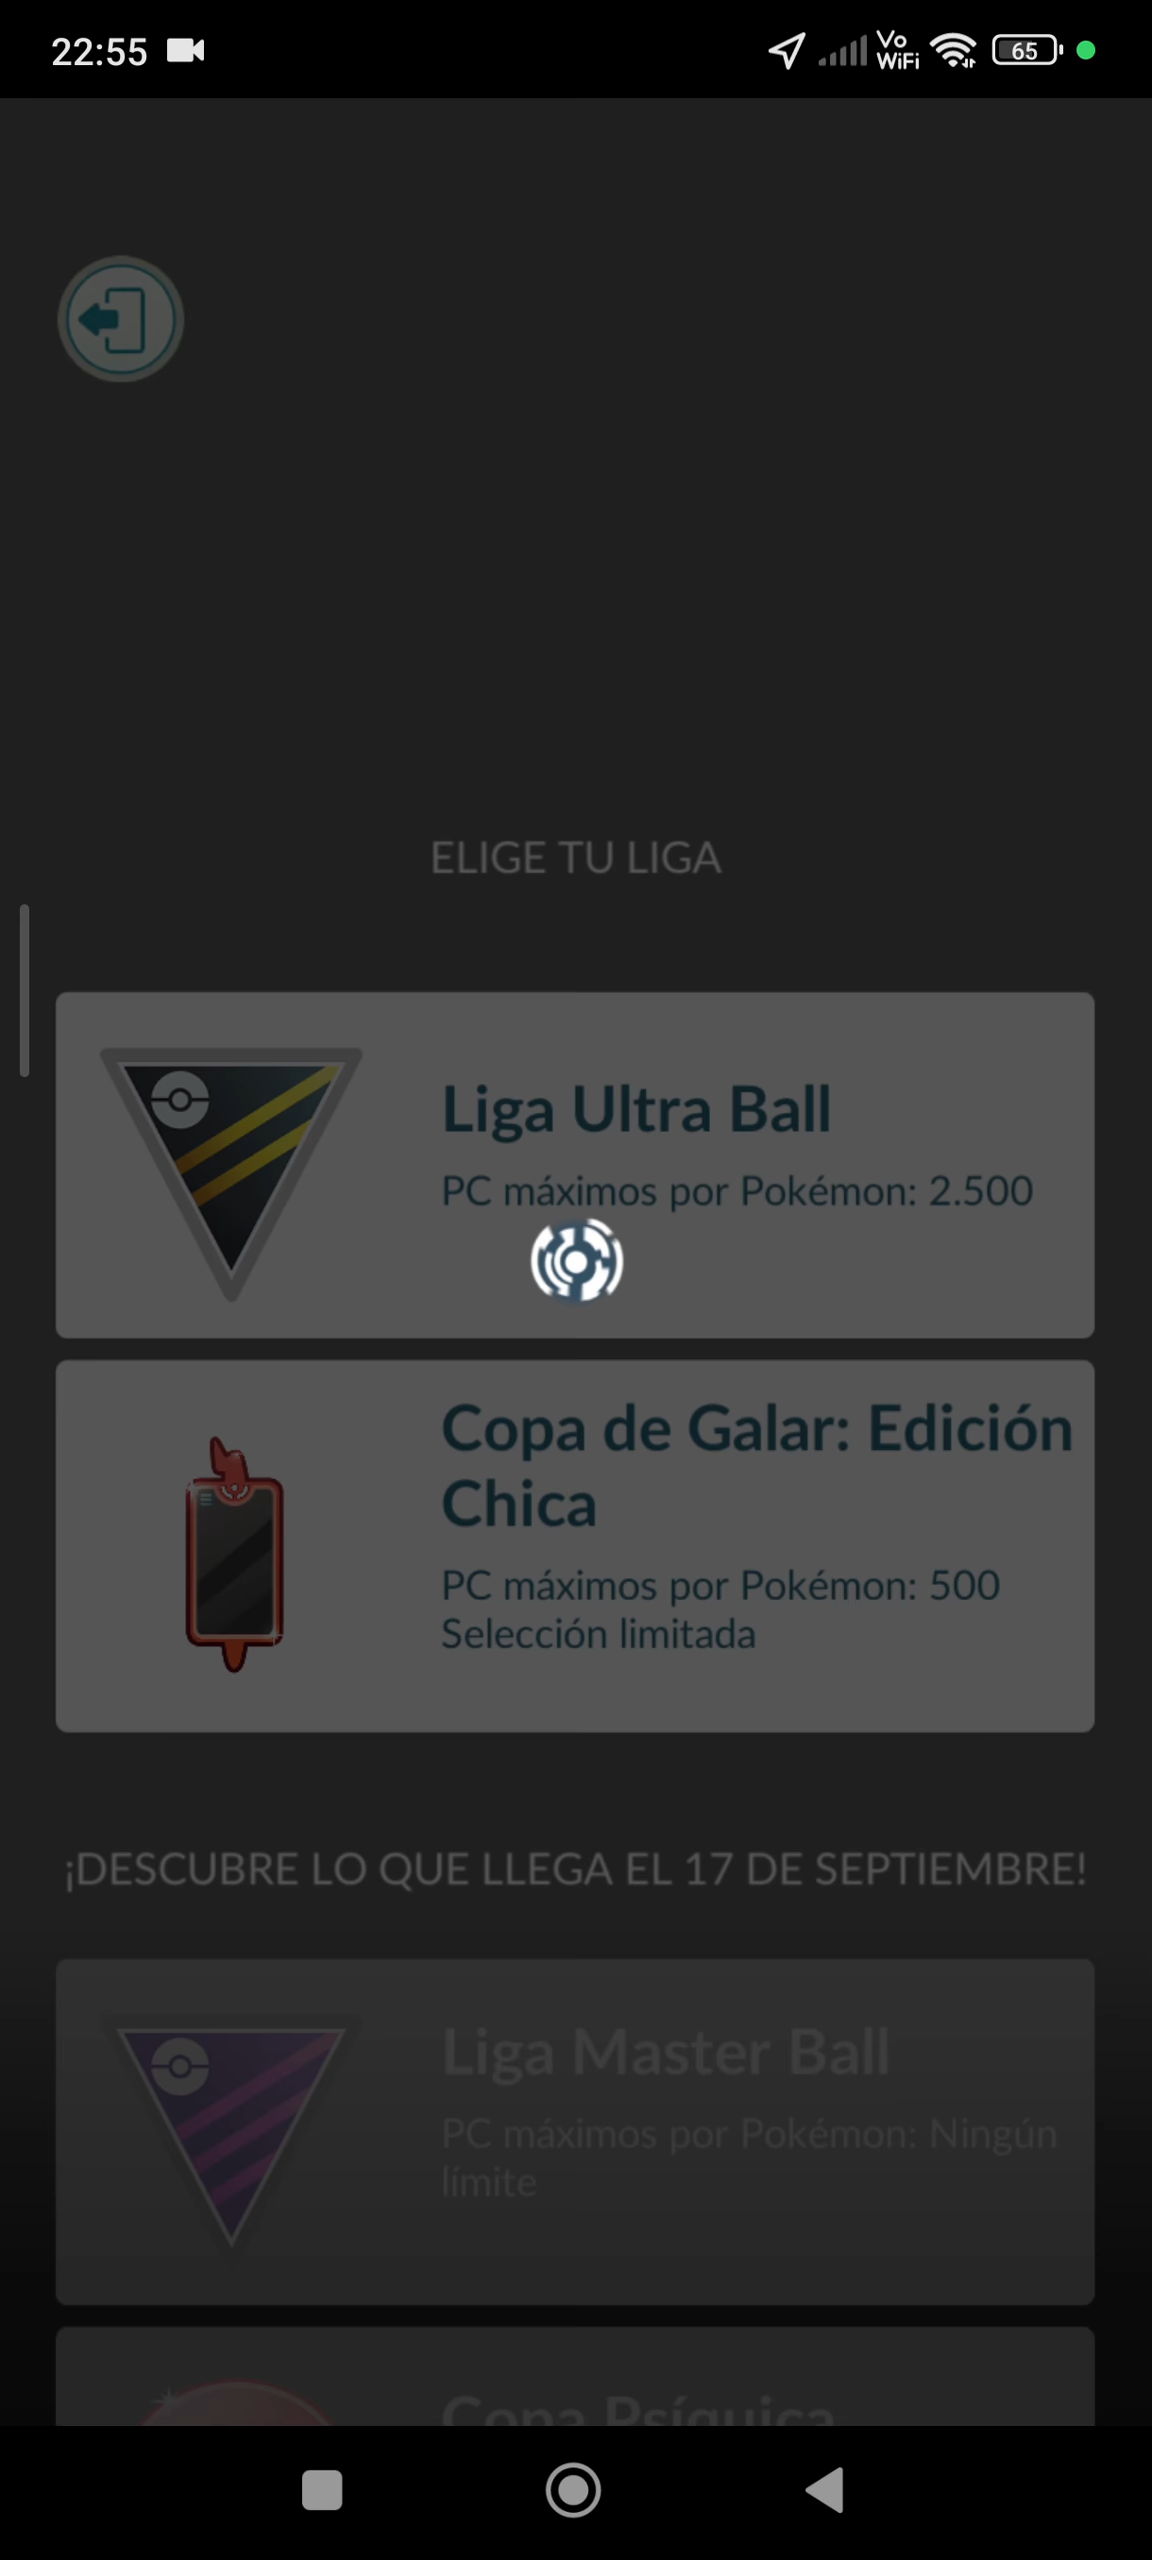 22:55
Vo
WiFi
65
ELIGE TU LIGA
Liga Ultra Ball
PC máximos por Pokémon: 2.500
Copa de Galar: Edición
Chica
PC máximos por Pokémon: 500
Selección limitada
¡DESCUBRE LO QUE LLEGA EL 17 DE SEPTIEMBRE!
Liga Master Ball
PC máximos por Pokémon: Ningún
límite
Copa Psíquica